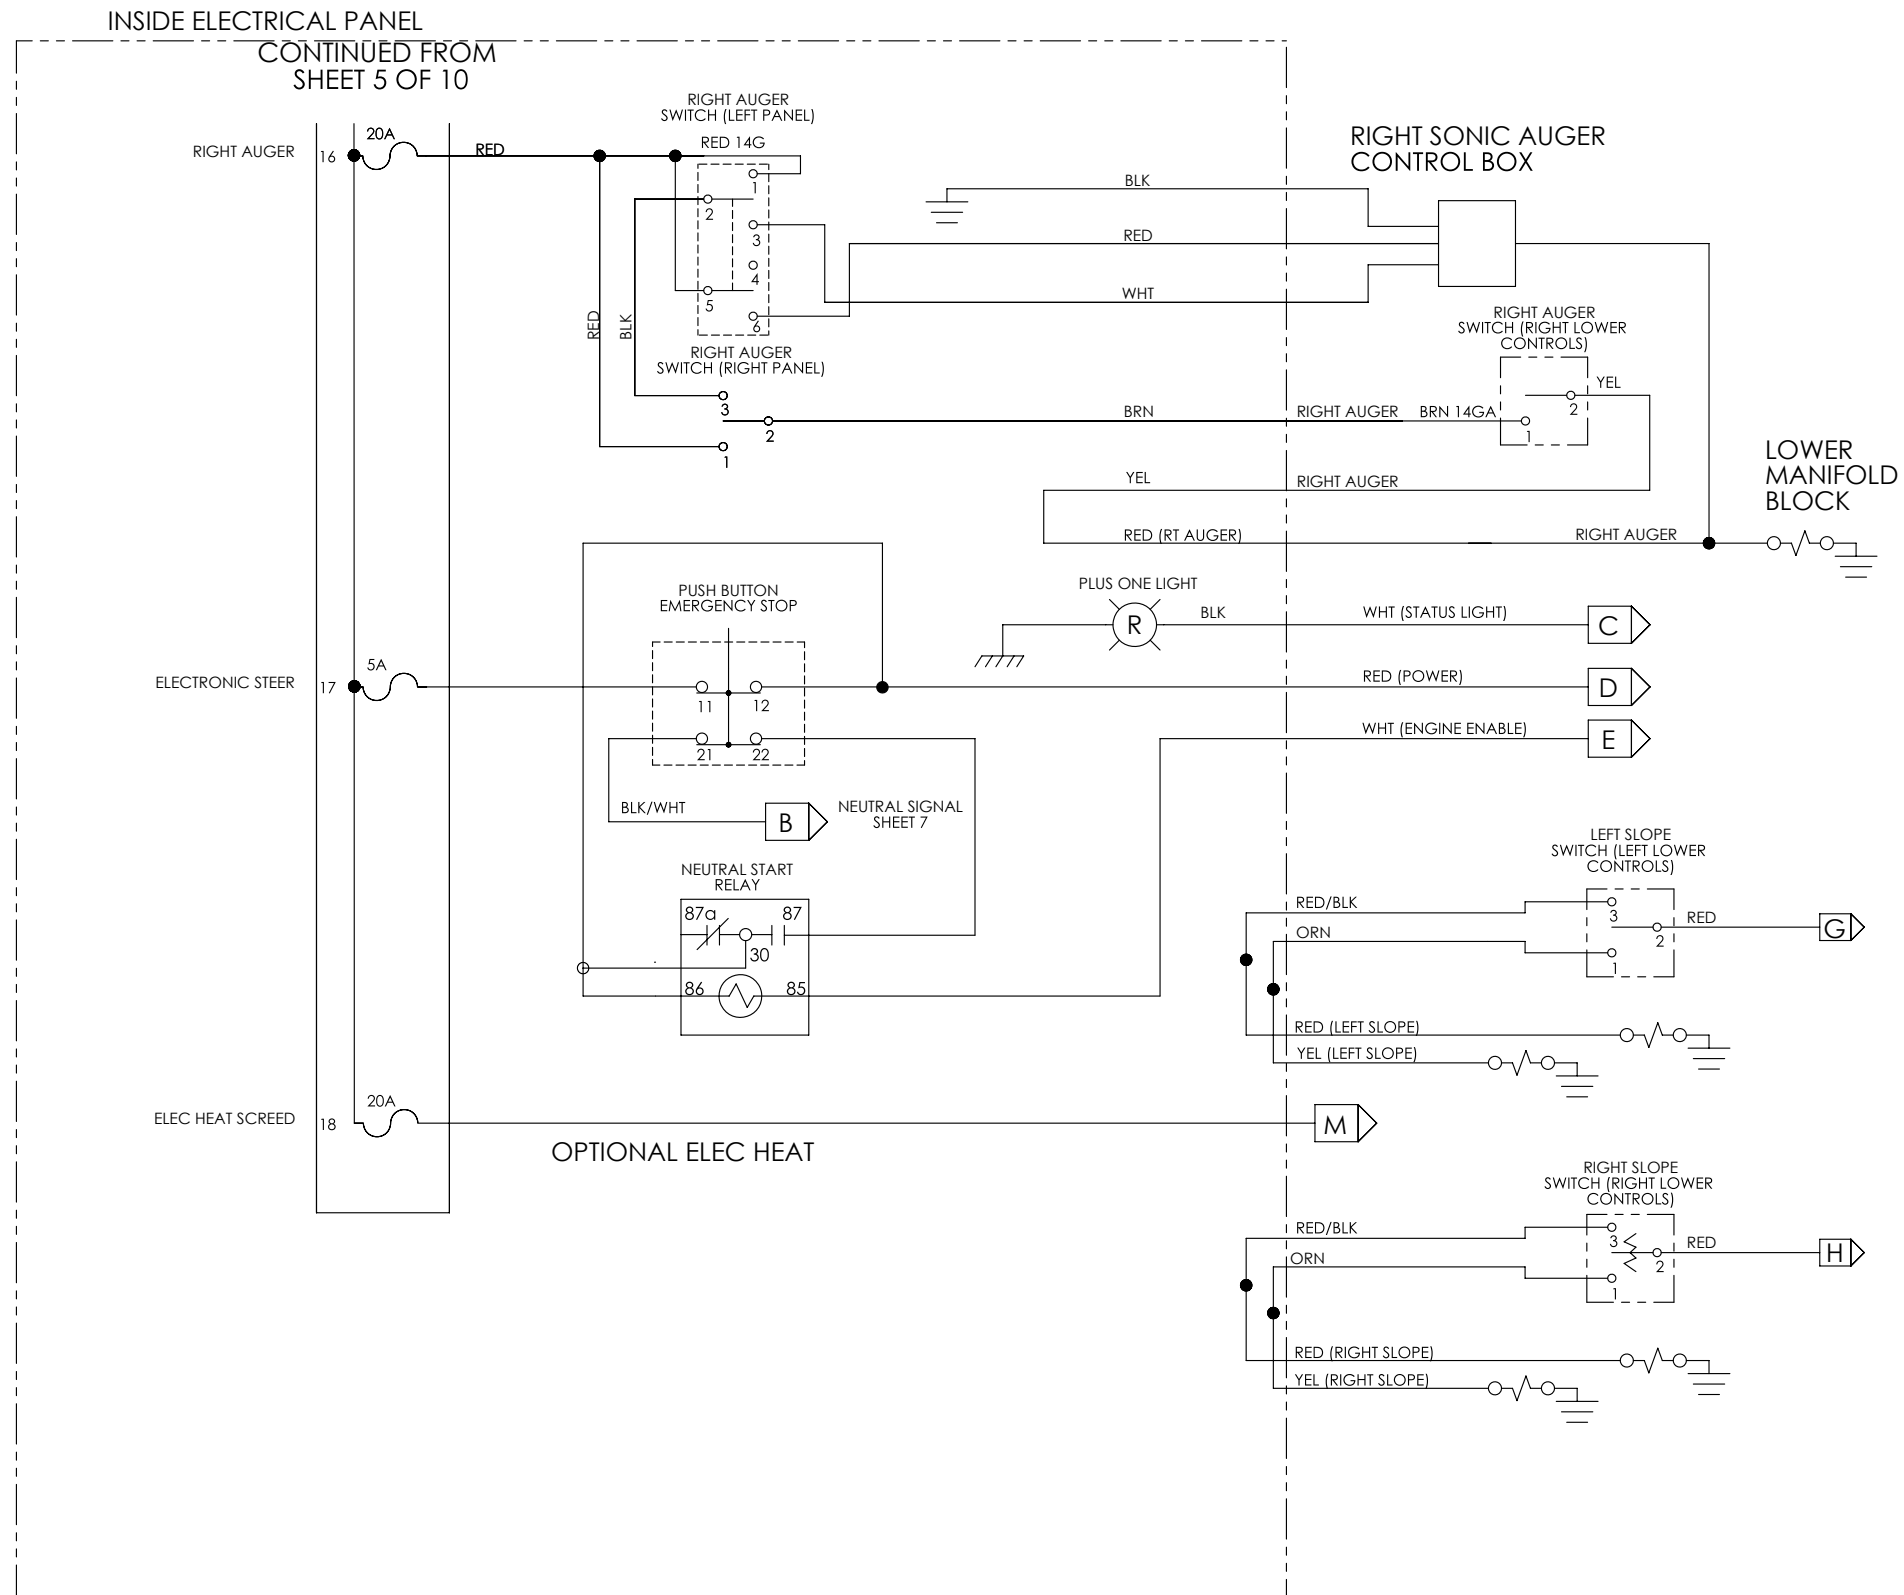 INSIDE ELECTRICAL PANEL
CONTINUED FROM
SHEET 5 OF 10
RIGHT AUGER
16
20A
RED
RIGHT AUGER
SWITCH (LEFT PANEL)
RED 14G
1
2
3
4
5
6
RED
BLK
RIGHT AUGER
SWITCH (RIGHT PANEL)
3
2
1
BLK
RED
WHT
RIGHT SONIC AUGER
CONTROL BOX
RIGHT AUGER
SWITCH (RIGHT LOWER
CONTROLS)
YEL
2
1
BRN
RIGHT AUGER
BRN 14GA
YEL
RIGHT AUGER
RED (RT AUGER)
RIGHT AUGER
LOWER
MANIFOLD
BLOCK
PLUS ONE LIGHT
R
BLK
WHT (STATUS LIGHT)
C
PUSH BUTTON
EMERGENCY STOP
ELECTRONIC STEER
17
5A
11
12
21
22
RED (POWER)
D
WHT (ENGINE ENABLE)
E
BLK/WHT
B
NEUTRAL SIGNAL
SHEET 7
NEUTRAL START
RELAY
87a
87
30
86
85
LEFT SLOPE
SWITCH (LEFT LOWER
CONTROLS)
RED/BLK
ORN
3
2
1
RED
G
RED (LEFT SLOPE)
YEL (LEFT SLOPE)
ELEC HEAT SCREED
18
20A
M
OPTIONAL ELEC HEAT
RIGHT SLOPE
SWITCH (RIGHT LOWER
CONTROLS)
RED/BLK
ORN
3
2
1
RED
H
RED (RIGHT SLOPE)
YEL (RIGHT SLOPE)